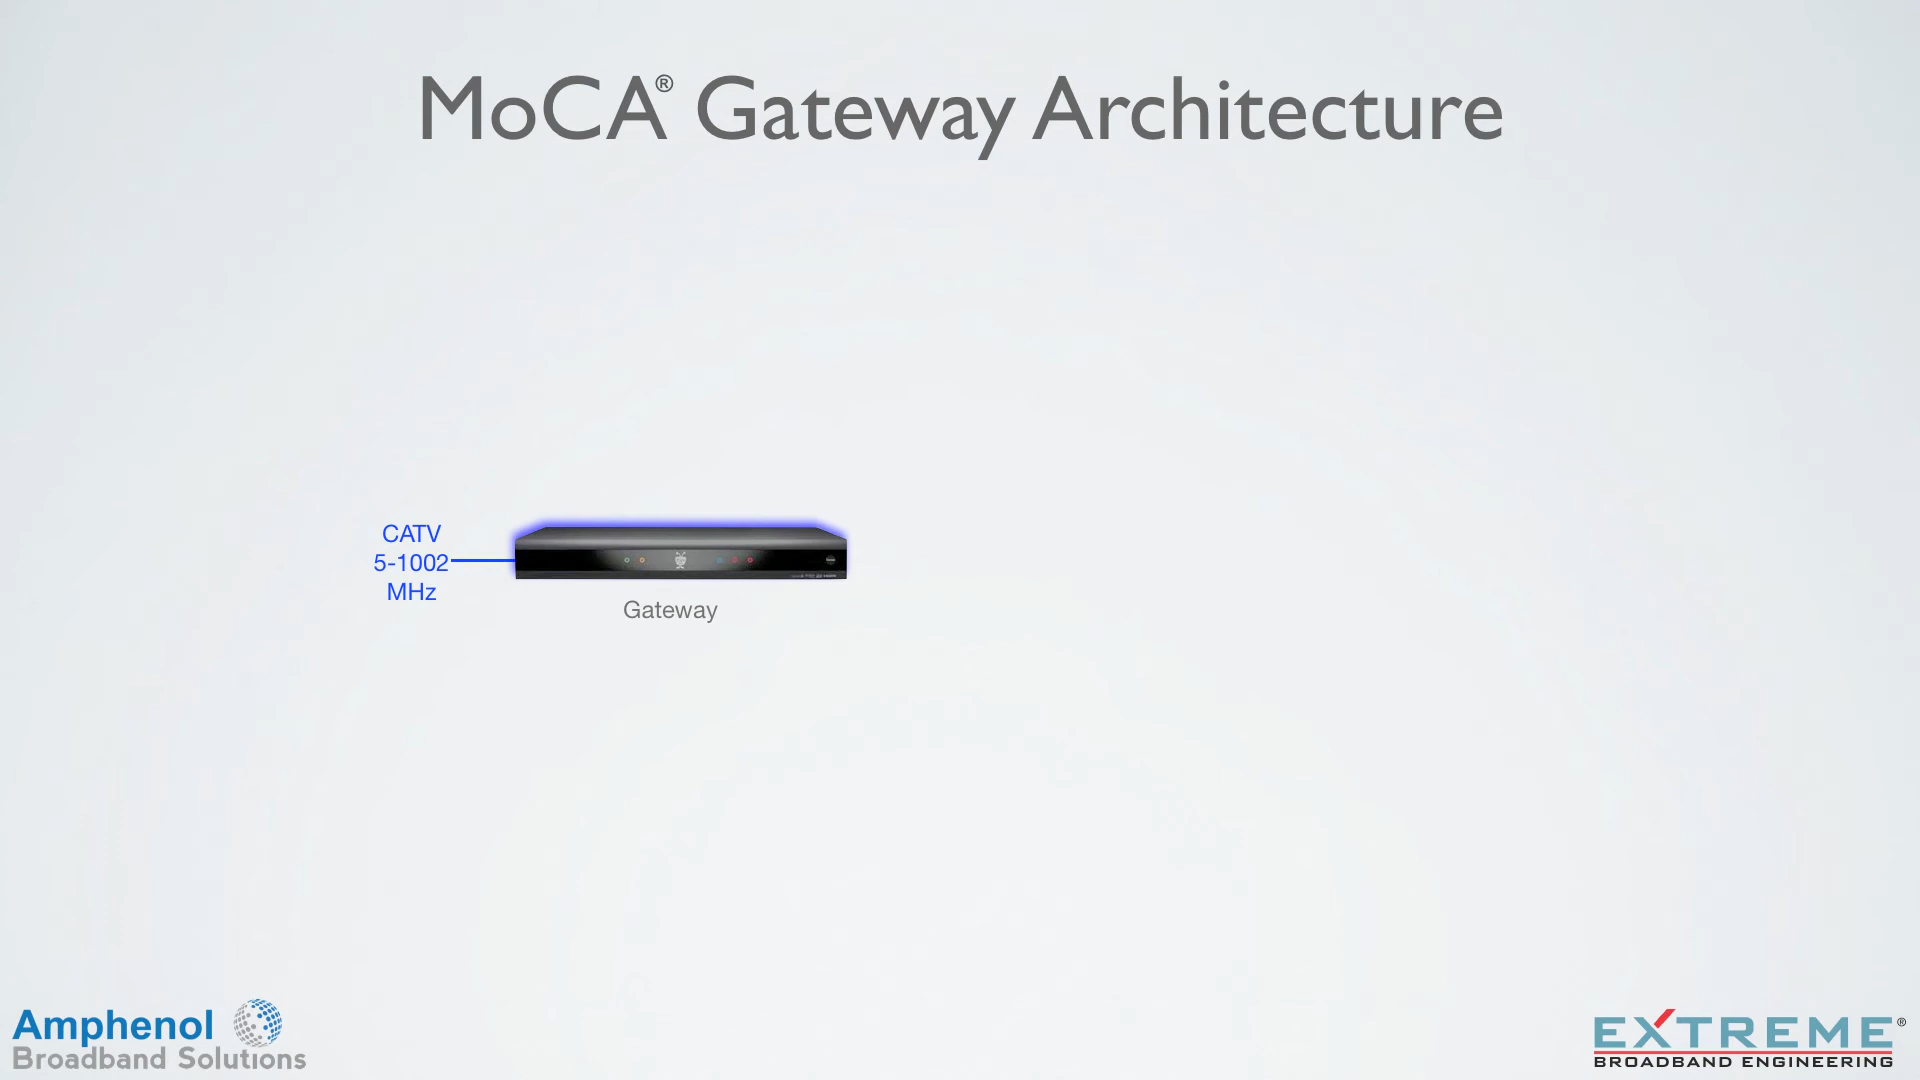 MoCA® Gateway Architecture
CATV
5-1002
MHz
Gateway
Amphenol
Broadband Solutions
EXTREME®
BROADBAND ENGINEERING